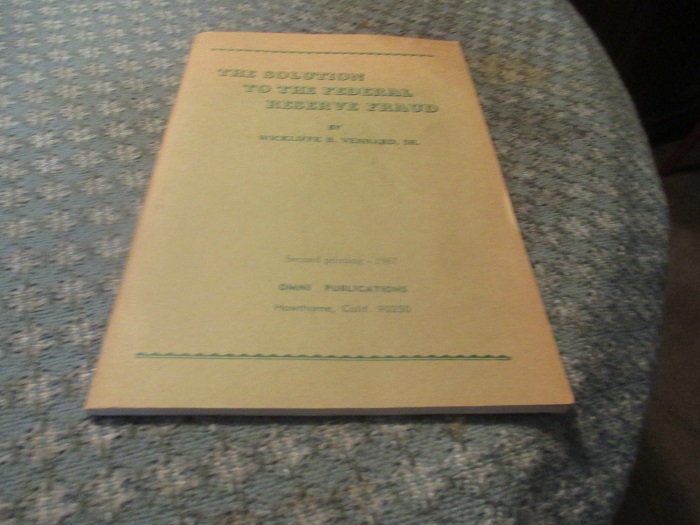 THE SOLUTION
TO THE FEDERAL
RESERVE FRAUD
BY
WICKLIFFE B. VENNARD, SR.
Second printing - 1967
OMNI PUBLICATIONS
Hawthorne, Calif. 90250